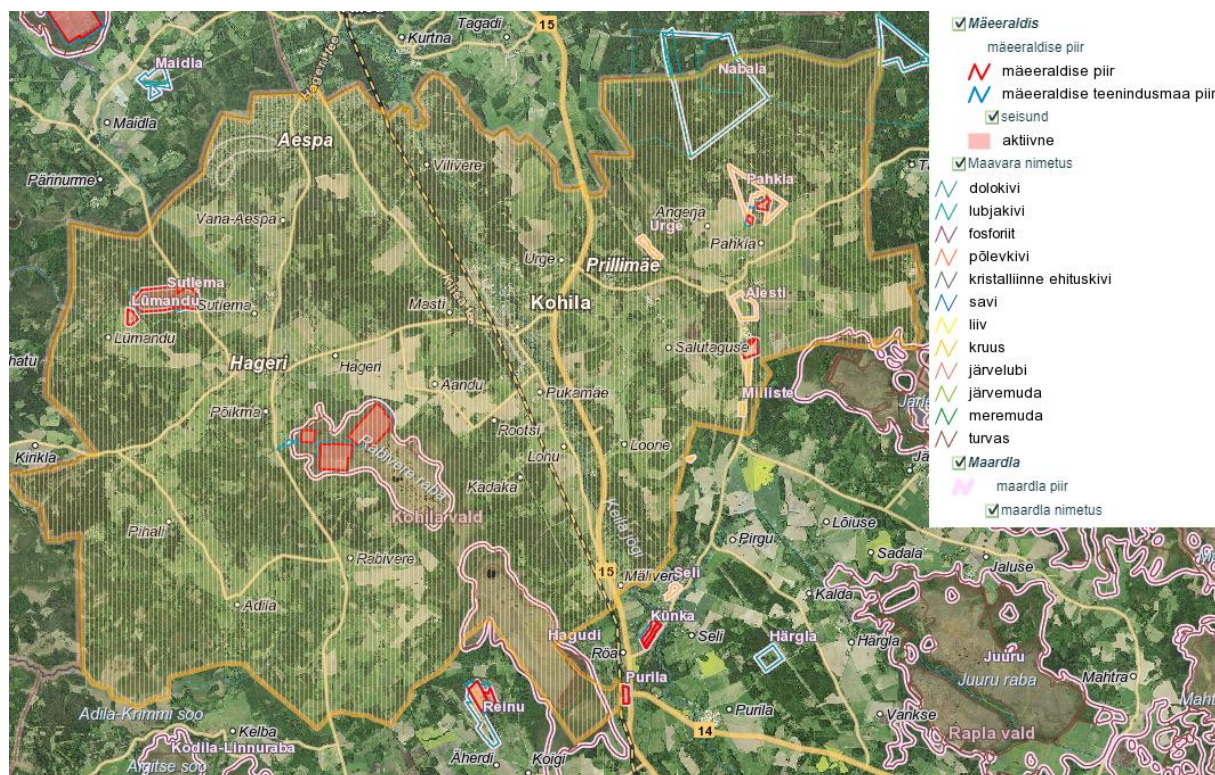 15
Tagadi
Kurtna
Hageri tee
Maidla
Nabala
Maidla
Aespa
Vilivere
Pärinurme
Pahkla
Vana-Aespa
Angerja
Urge
Pahkla
Urge
Prillimäe
Sutlema
Alesti
Lümandu
Sutlema
Masti
Kohila
Lümandu
Salutaguse
Hageri
Hageri
Aandu
Pukamäe
Põikma
Rootsi
Kirikla
Rabivere raba
Lohu
Loone
Kadaka
Kohila vald
Keila jõgi
Pihali
Lõiuse
Pirgu
Sadala
Jaluse
Rabivere
15
Mälivere
Seli
Kalda
Adila
Künka
Hagudi
Seli
Härgla
Härgla
Röa
Juuru
Juuru raba
Mahtra
Purila
Reinu
Adila-Krimmi soo
Purila
Vankse
Kelba
14
Rapla vald
Kodila-Linnuraba
Äherdi
Koigi
Mäeeraldis
mäeeraldise piir
mäeeraldise piir
mäeeraldise teenindusmaa piir
seisund
aktiivne
Maavara nimetus
dolokivi
lubjakivi
fosforiit
põlevkivi
kristalliinne ehituskivi
savi
liiv
kruus
järvelubi
järvemuda
meremuda
turvas
Maardla
maardla piir
maardla nimetus